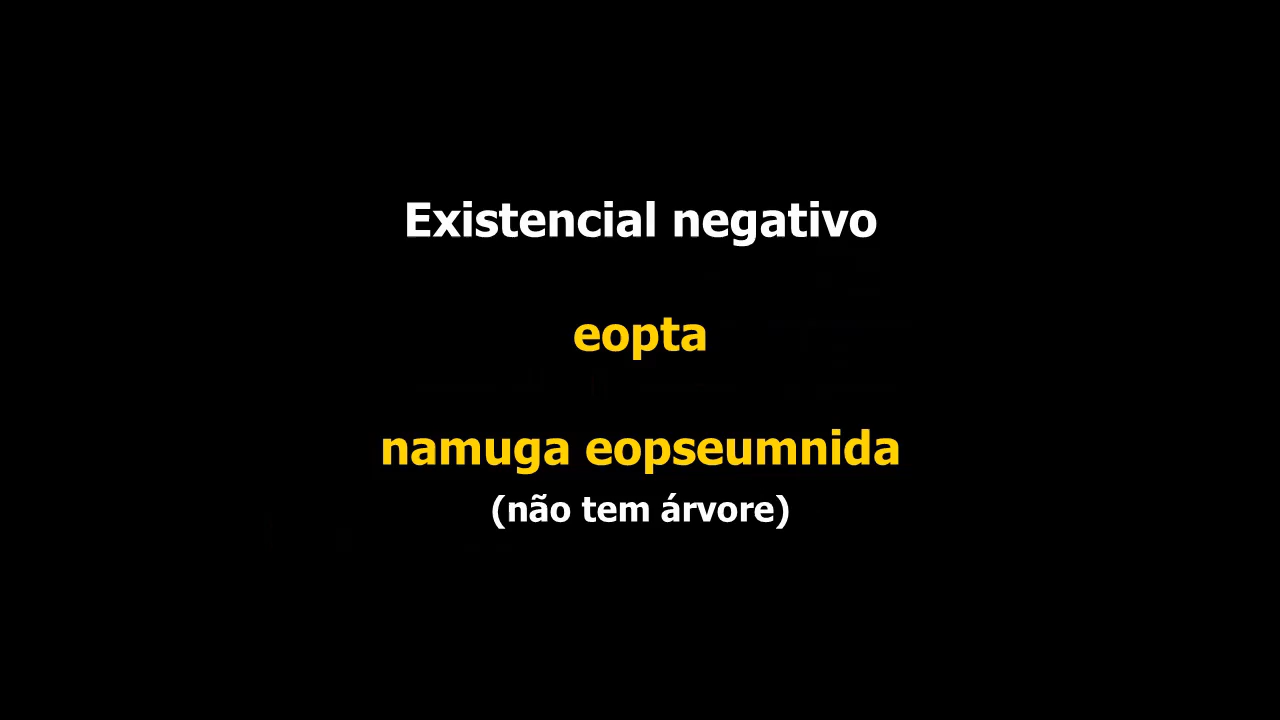 Existencial negativo
eopta
namuga eopseumnida
(não tem árvore)